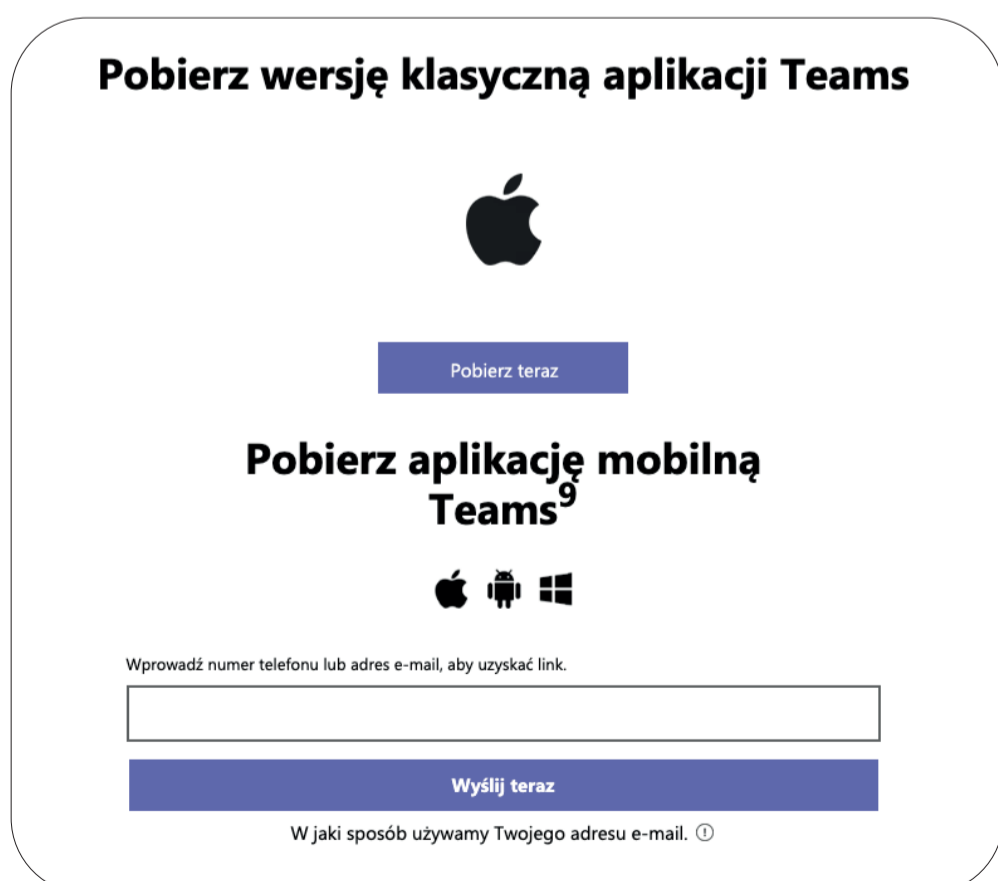 Pobierz wersję klasyczną aplikacji Teams
Pobierz teraz
Pobierz aplikację mobilną
Teams⁹
Wprowadź numer telefonu lub adres e-mail, aby uzyskać link.
Wyślij teraz
W jaki sposób używamy Twojego adresu e-mail.